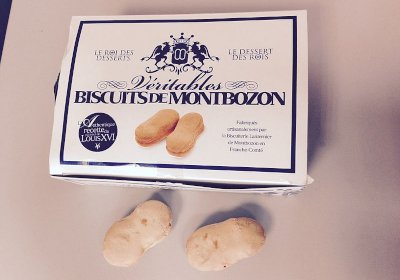 LE ROI DES
DESSERTS
LE DESSERT
DES ROIS
Véritables
BISCUITS DE MONTBOZON
L'Authentique
recette de
LOUIS XVI
Fabriqués
artisanalement par
la Biscuiterie Lanternier
de Montbozon en
Franche-Comté